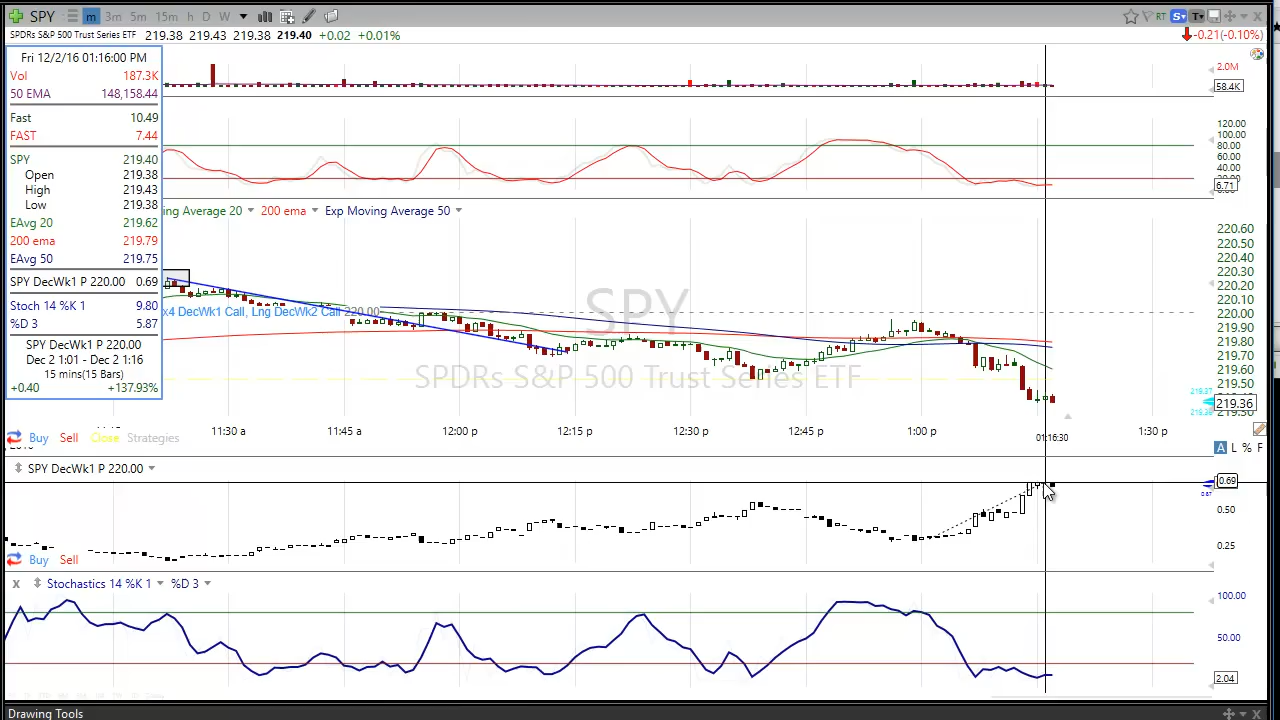 SPY m 3m 5m 15m h D W RT S T
SPDRs S&P 500 Trust Series ETF 219.38 219.43 219.38 219.40 +0.02 +0.01% -0.21(-0.10%)
Fri 12/2/16 01:16:00 PM
Vol 187.3K
50 EMA 148,158.44
Fast 10.49
FAST 7.44
SPY 219.40
Open 219.38
High 219.43
Low 219.38
EAvg 20 219.62
200 ema 219.79
EAvg 50 219.75
SPY DecWk1 P 220.00 0.69
Stoch 14 %K 1 9.80
%D 3 5.87
SPY DecWk1 P 220.00
Dec 2 1:01 - Dec 2 1:16
15 mins(15 Bars)
+0.40 +137.93%
2.0M
58.4K
120.00
100.00
80.00
60.00
40.00
6.71
ing Average 20 200 ema Exp Moving Average 50
220.60
220.50
220.40
220.30
220.20
220.10
220.00
219.90
219.80
219.70
219.60
219.50
219.37
219.36
219.30
x4 DecWk1 Call, Lng DecWk2 Call 220.00
SPY
SPDRs S&P 500 Trust Series ETF
11:30 a 11:45 a 12:00 p 12:15 p 12:30 p 12:45 p 1:00 p 01:16:30 1:30 p
Buy Sell Close Strategies
A L % F
SPY DecWk1 P 220.00
0.69
0.67
0.50
0.25
Buy Sell
x Stochastics 14 %K 1 %D 3
100.00
50.00
2.04
Drawing Tools